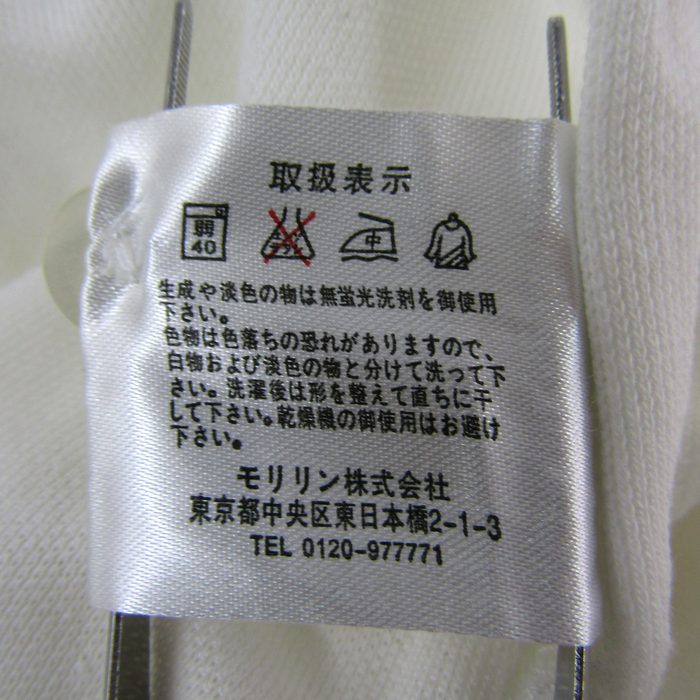 取扱表示
弱 中
40
生成や淡色の物は無蛍光洗剤を御使用
下さい。
色物は色落ちの恐れがありますので、
白物および淡色の物と分けて洗って下
さい。洗濯後は形を整えて直ちに干
して下さい。乾燥機の御使用はお避け
下さい。
モリリン株式会社
東京都中央区東日本橋2-1-3
TEL 0120-977771